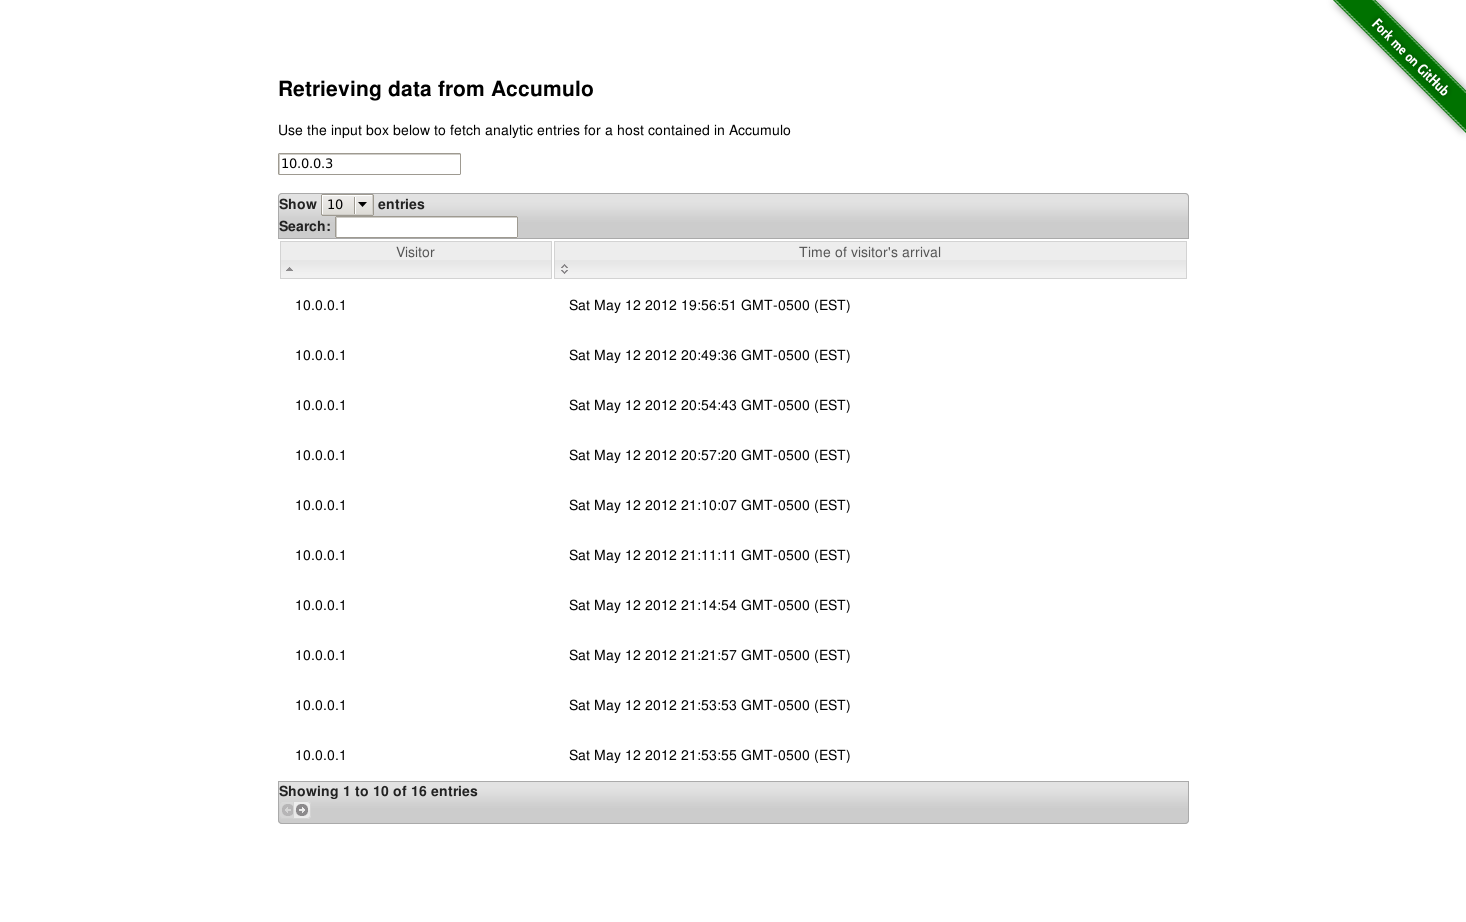 Fork me on GitHub
Retrieving data from Accumulo
Use the input box below to fetch analytic entries for a host contained in Accumulo
10.0.0.3
Show 10 entries
Search:
Visitor Time of visitor's arrival
10.0.0.1 Sat May 12 2012 19:56:51 GMT-0500 (EST)
10.0.0.1 Sat May 12 2012 20:49:36 GMT-0500 (EST)
10.0.0.1 Sat May 12 2012 20:54:43 GMT-0500 (EST)
10.0.0.1 Sat May 12 2012 20:57:20 GMT-0500 (EST)
10.0.0.1 Sat May 12 2012 21:10:07 GMT-0500 (EST)
10.0.0.1 Sat May 12 2012 21:11:11 GMT-0500 (EST)
10.0.0.1 Sat May 12 2012 21:14:54 GMT-0500 (EST)
10.0.0.1 Sat May 12 2012 21:21:57 GMT-0500 (EST)
10.0.0.1 Sat May 12 2012 21:53:53 GMT-0500 (EST)
10.0.0.1 Sat May 12 2012 21:53:55 GMT-0500 (EST)
Showing 1 to 10 of 16 entries